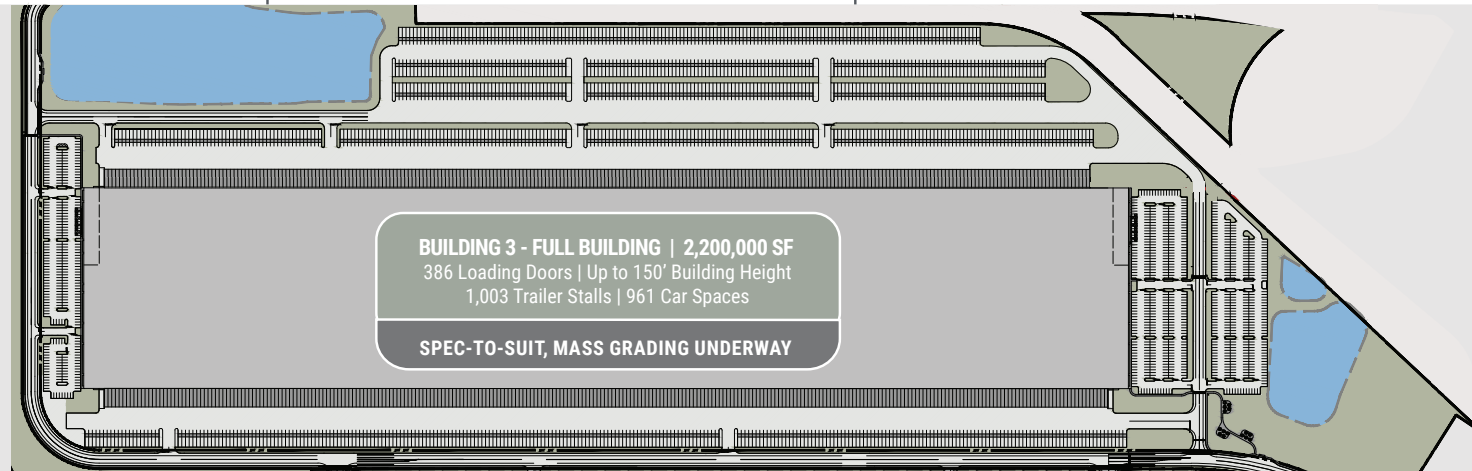 BUILDING 3 - FULL BUILDING | 2,200,000 SF
386 Loading Doors | Up to 150’ Building Height
1,003 Trailer Stalls | 961 Car Spaces
SPEC-TO-SUIT, MASS GRADING UNDERWAY